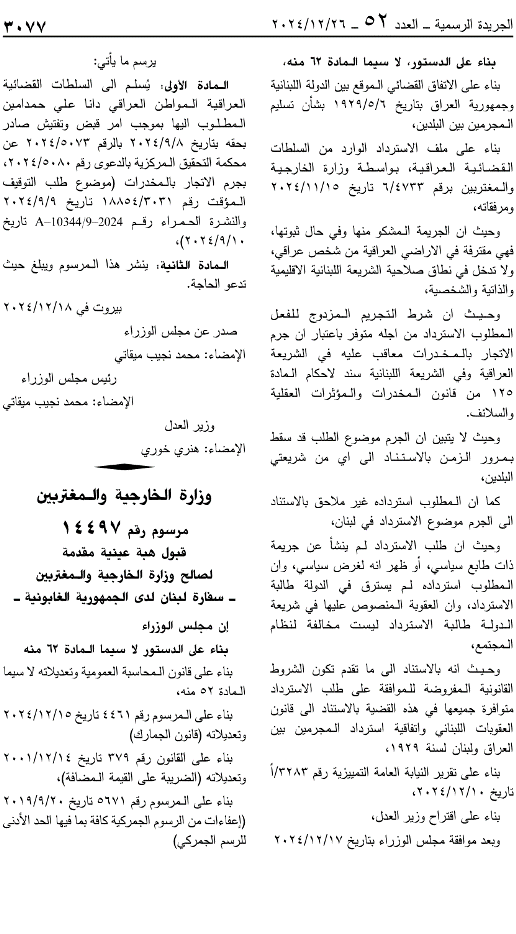 الجريدة الرسمية ــ العدد ٥٢ ــ ٢٠٢٤/١٢/٢٦
٣٠٧٧
بناء على الدستور، لا سيما المادة ٦٢ منه،
بناء على الاتفاق القضائي الموقع بين الدولة اللبنانية
وجمهورية العراق بتاريخ ١٩٢٩/٥/٦ بشأن تسليم
المجرمين بين البلدين،
بناء على ملف الاسترداد الوارد من السلطات
القضائية العراقية، بواسطة وزارة الخارجية
والمغتربين برقم ٦/٤٧٣٣ تاريخ ٢٠٢٤/١١/١٥
ومرفقاته،
وحيث ان الجريمة المشكو منها وفي حال ثبوتها،
فهي مقترفة في الاراضي العراقية من شخص عراقي،
ولا تدخل في نطاق صلاحية الشريعة اللبنانية الاقليمية
والذاتية والشخصية،
وحيث ان شرط التجريم المزدوج للفعل
المطلوب الاسترداد من اجله متوفر باعتبار ان جرم
الاتجار بالمخدرات معاقب عليه في الشريعة
العراقية وفي الشريعة اللبنانية سند لاحكام المادة
١٢٥ من قانون المخدرات والمؤثرات العقلية
والسلائف.
وحيث لا يتبين ان الجرم موضوع الطلب قد سقط
بمرور الزمن بالاستناد الى أي من شريعتي
البلدين،
كما ان المطلوب استرداده غير ملاحق بالاستناد
الى الجرم موضوع الاسترداد في لبنان،
وحيث ان طلب الاسترداد لم ينشأ عن جريمة
ذات طابع سياسي، أو ظهر انه لغرض سياسي، وان
المطلوب استرداده لم يسترق في الدولة طالبة
الاسترداد، وان العقوبة المنصوص عليها في شريعة
الدولة طالبة الاسترداد ليست مخالفة لنظام
المجتمع،
وحيث انه بالاستناد الى ما تقدم تكون الشروط
القانونية المفروضة للموافقة على طلب الاسترداد
متوافرة جميعها في هذه القضية بالاستناد الى قانون
العقوبات اللبناني واتفاقية استرداد المجرمين بين
العراق ولبنان لسنة ١٩٢٩،
بناء على تقرير النيابة العامة التمييزية رقم ٣٢٨٣/أ
تاريخ ٢٠٢٤/١٢/١٠،
بناء على اقتراح وزير العدل،
وبعد موافقة مجلس الوزراء بتاريخ ٢٠٢٤/١٢/١٧
يرسم ما يأتي:
المادة الأولى: يُسلم الى السلطات القضائية
العراقية المواطن العراقي دانا علي حمدامين
المطلوب اليها بموجب امر قبض وتفتيش صادر
بحقه بتاريخ ٢٠٢٤/٩/٨ بالرقم ٢٠٢٤/٥٠٧٣ عن
محكمة التحقيق المركزية بالدعوى رقم ٢٠٢٤/٥٠٨٠،
بجرم الاتجار بالمخدرات (موضوع طلب التوقيف
المؤقت رقم ١٨٨٥٤/٣٠٣١ تاريخ ٢٠٢٤/٩/٩
والنشرة الحمراء رقم A–10344/9–2024 تاريخ
٢٠٢٤/٩/١٠)،
المادة الثانية: ينشر هذا المرسوم ويبلغ حيث
تدعو الحاجة.
بيروت في ٢٠٢٤/١٢/١٨
صدر عن مجلس الوزراء
الإمضاء: محمد نجيب ميقاتي
رئيس مجلس الوزراء
الإمضاء: محمد نجيب ميقاتي
وزير العدل
الإمضاء: هنري خوري
وزارة الخارجية والمغتربين
مرسوم رقم ١٤٤٩٧
قبول هبة عينية مقدمة
لصالح وزارة الخارجية والمغتربين
ــ سفارة لبنان لدى الجمهورية الغابونية ــ
إن مجلس الوزراء
بناء على الدستور لا سيما المادة ٦٢ منه
بناء على قانون المحاسبة العمومية وتعديلاته لا سيما
المادة ٥٢ منه،
بناء على المرسوم رقم ٤٤٦١ تاريخ ٢٠٢٤/١٢/١٥
وتعديلاته (قانون الجمارك)
بناء على القانون رقم ٣٧٩ تاريخ ٢٠٠١/١٢/١٤
وتعديلاته (الضريبة على القيمة المضافة)،
بناء على المرسوم رقم ٥٦٧١ تاريخ ٢٠١٩/٩/٢٠
(إعفاءات من الرسوم الجمركية كافة بما فيها الحد الأدنى
للرسم الجمركي)